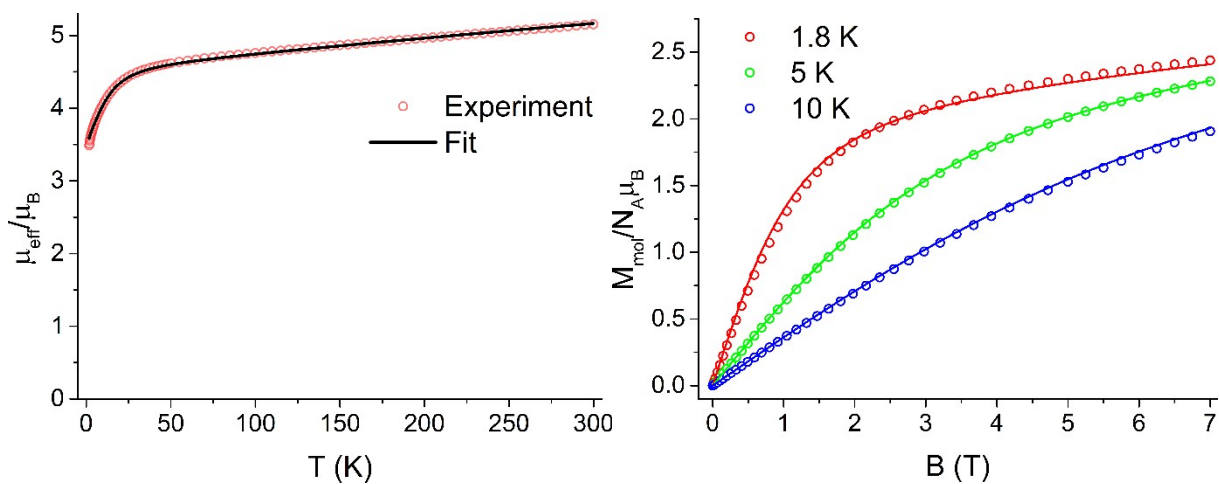 μeff/μB
5
4
3
2
1
0
0 50 100 150 200 250 300
T (K)
Experiment
Fit
Mmol/NAμB
2.5
2.0
1.5
1.0
0.5
0.0
0 1 2 3 4 5 6 7
B (T)
1.8 K
5 K
10 K